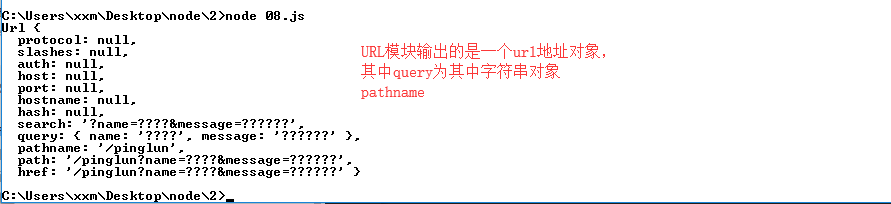 C:\Users\xxm\Desktop\node\2>node 08.js
Url {
  protocol: null,
  slashes: null,
  auth: null,
  host: null,
  port: null,
  hostname: null,
  hash: null,
  search: '?name=????&message=??????',
  query: { name: '????', message: '??????' },
  pathname: '/pinglun',
  path: '/pinglun?name=????&message=??????',
  href: '/pinglun?name=????&message=??????' }
C:\Users\xxm\Desktop\node\2>_
URL模块输出的是一个url地址对象，
其中query为其中字符串对象
pathname